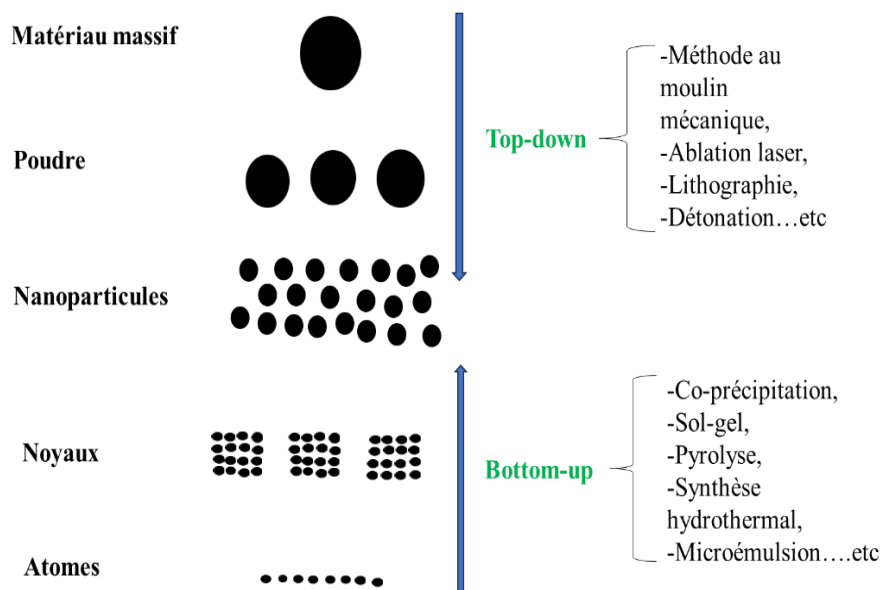 Matériau massif
Poudre
Nanoparticules
Noyaux
Atomes
Top-down
-Méthode au
moulin
mécanique,
-Ablation laser,
-Lithographie,
-Détonation…etc
Bottom-up
-Co-précipitation,
-Sol-gel,
-Pyrolyse,
-Synthèse
hydrothermal,
-Microémulsion….etc